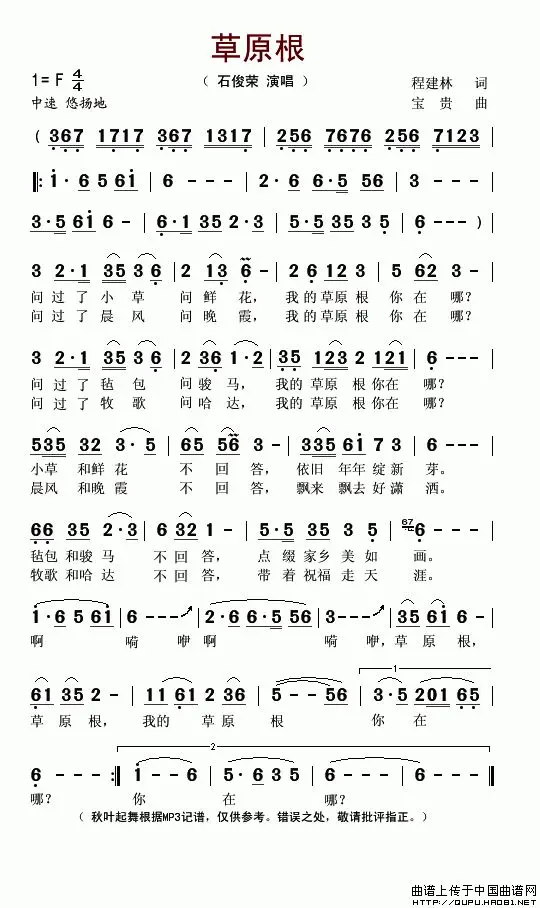 草原根
1=F 4/4
（ 石俊荣 演唱 ）
程建林 词
中速 悠扬地
宝 贵 曲
( 367 1717 367 1317 | 256 7676 256 7123 |
|: 1· 6 5 61 | 6 - - - | 2· 6 6·5 56 | 3 - - - |
3·5 61 6 - | 6·1 35 2·3 | 5·5 35 3 5 | 6 - - - )
3 2·1 35 3 6 | 2 13 6 - | 2 6 12 3 | 5 62 3 - |
问 过 了 小 草 问 鲜 花， 我 的 草原 根 你 在 哪？
问 过 了 晨 风 问 晚 霞， 我 的 草原 根 你 在 哪？
3 2·1 35 3 6 | 2 36 1·2 | 35 123 2 121 | 6 - - - |
问 过 了 毡 包 问 骏 马， 我的 草 原 根你在 哪？
问 过 了 牧 歌 问 哈 达， 我的 草 原 根你在 哪？
535 32 3·5 | 65 56 3 - | 335 61 7 3 | 6 - - - |
小草 和鲜 花 不 回 答， 依旧 年年 绽 新 芽。
晨风 和晚 霞 不 回 答， 飘来 飘去 好 潇 洒。
66 35 2·3 | 6 32 1 - | 5·5 35 3 5 | 67 6 - - |
毡包 和骏 马 不 回 答， 点 缀 家乡 美 如 画。
牧歌 和哈 达 不 回 答， 带 着 祝福 走 天 涯。
1·6 5 61 | 6 - - - | 2·6 6·5 56 | 3 - - - | 35 61 6 - |
啊 嗬 咿 啊 嗬 咿，草 原 根，
1
61 35 2 - | 11 61 2 36 | 5 - - 56 | 3·5 201 65 |
草 原 根， 我的 草 原 根 你 在
2
6 - - - :| 1 - - 6 | 5· 6 3 5 | 6 - - - | 6 - - - ||
哪？ 你 在 哪？
（ 秋叶起舞根据MP3记谱，仅供参考。错误之处，敬请批评指正。）
曲谱上传于中国曲谱网
HTTP://QUPU.HAO81.NET